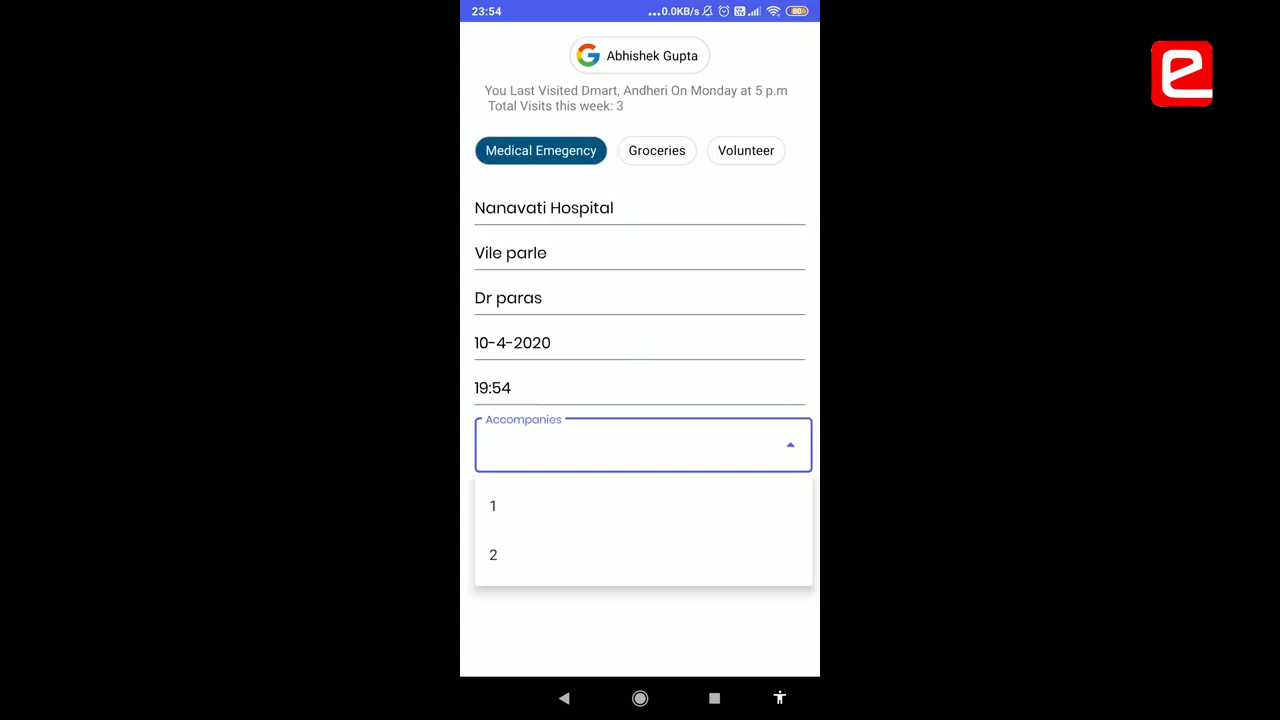 23:54
...0.0KB/s
80
Abhishek Gupta
You Last Visited Dmart, Andheri On Monday at 5 p.m
Total Visits this week: 3
Medical Emegency
Groceries
Volunteer
Nanavati Hospital
Vile parle
Dr paras
10-4-2020
19:54
Accompanies
1
2